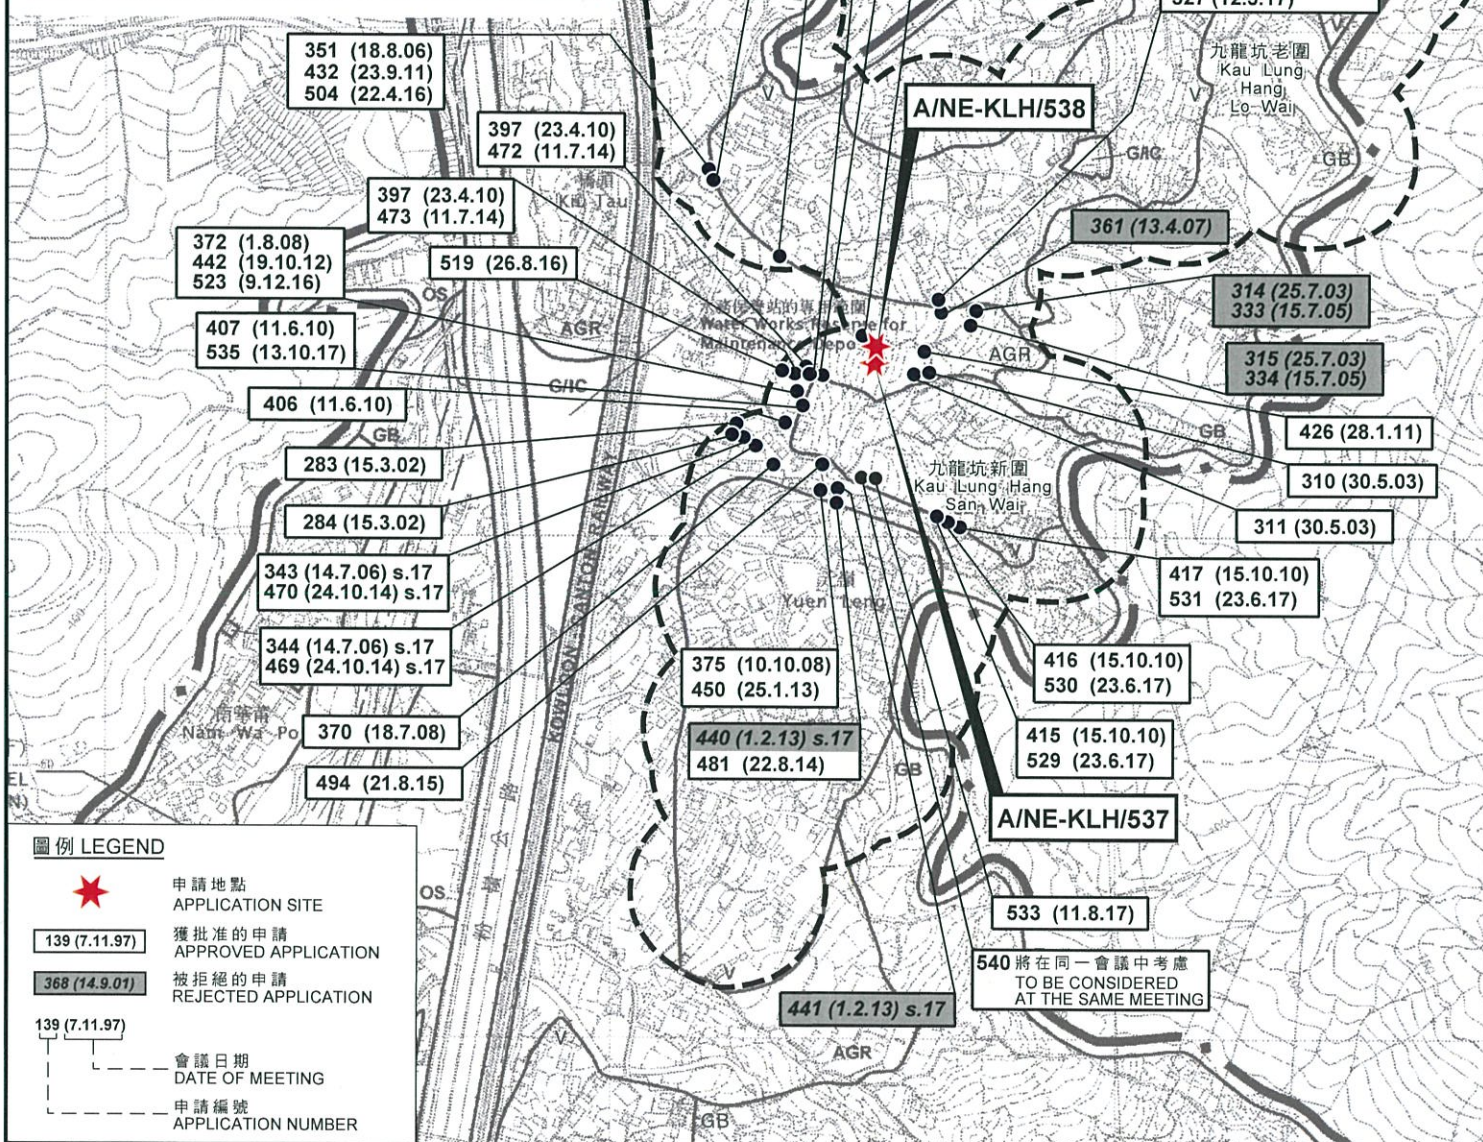 351 (18.8.06)
432 (23.9.11)
504 (22.4.16)
九龍坑老圍
Kau Lung
Hang
Lo Wai
V
V
V
A/NE-KLH/538
397 (23.4.10)
472 (11.7.14)
G/IC
GB
Kiu Tau
397 (23.4.10)
473 (11.7.14)
361 (13.4.07)
372 (1.8.08)
442 (19.10.12)
523 (9.12.16)
519 (26.8.16)
OS
314 (25.7.03)
333 (15.7.05)
Water Works Reserve for
Maintenance Depot
AGR
AGR
407 (11.6.10)
535 (13.10.17)
315 (25.7.03)
334 (15.7.05)
G/IC
406 (11.6.10)
GB
GB
426 (28.1.11)
283 (15.3.02)
九龍坑新圍
Kau Lung Hang
San Wai
310 (30.5.03)
284 (15.3.02)
311 (30.5.03)
V
343 (14.7.06) s.17
470 (24.10.14) s.17
417 (15.10.10)
531 (23.6.17)
Yuen Leng
KOWLOON CANTON RAILWAY
344 (14.7.06) s.17
469 (24.10.14) s.17
375 (10.10.08)
450 (25.1.13)
416 (15.10.10)
530 (23.6.17)
南華莆
Nam Wa Po
370 (18.7.08)
440 (1.2.13) s.17
481 (22.8.14)
415 (15.10.10)
529 (23.6.17)
494 (21.8.15)
GB
A/NE-KLH/537
粉嶺公路
OS
533 (11.8.17)
540 將在同一會議中考慮
TO BE CONSIDERED
AT THE SAME MEETING
V
441 (1.2.13) s.17
V
AGR
GB
圖例 LEGEND
申請地點
APPLICATION SITE
139 (7.11.97)
獲批准的申請
APPROVED APPLICATION
368 (14.9.01)
被拒絕的申請
REJECTED APPLICATION
139 (7.11.97)
會議日期
DATE OF MEETING
申請編號
APPLICATION NUMBER